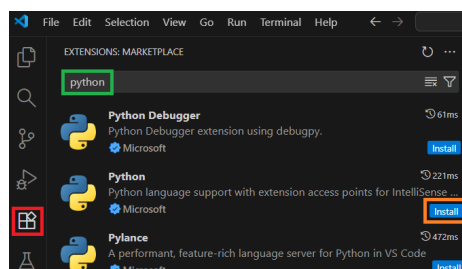 File Edit Selection View Go Run Terminal Help
EXTENSIONS: MARKETPLACE
python
Python Debugger 61ms
Python Debugger extension using debugpy.
Microsoft Install
Python 221ms
Python language support with extension access points for IntelliSense ...
Microsoft Install
Pylance 472ms
A performant, feature-rich language server for Python in VS Code
Microsoft Install